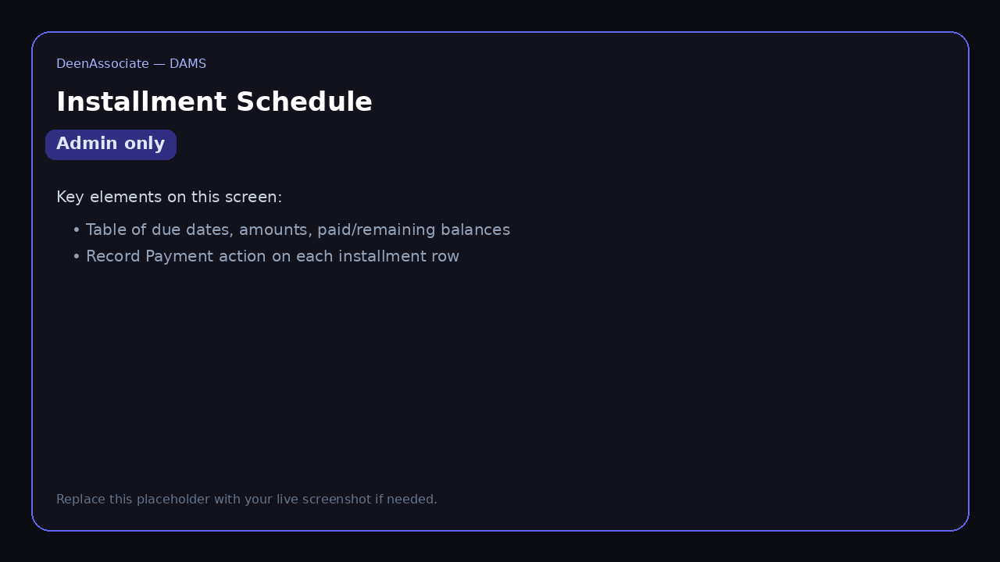 DeenAssociate — DAMS
Installment Schedule
Admin only
Key elements on this screen:
• Table of due dates, amounts, paid/remaining balances
• Record Payment action on each installment row
Replace this placeholder with your live screenshot if needed.